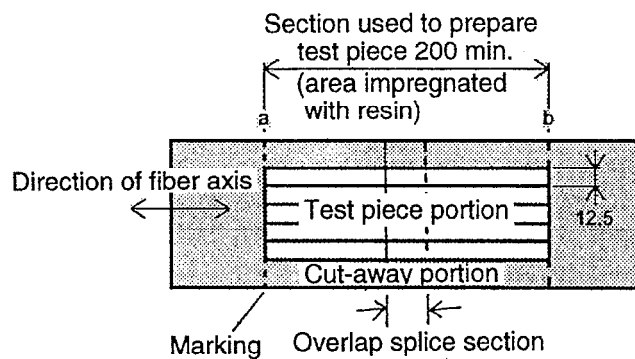 Section used to prepare
test piece 200 min.
(area impregnated
with resin)
a
b
Direction of fiber axis
Test piece portion
12.5
Cut-away portion
Marking
Overlap splice section